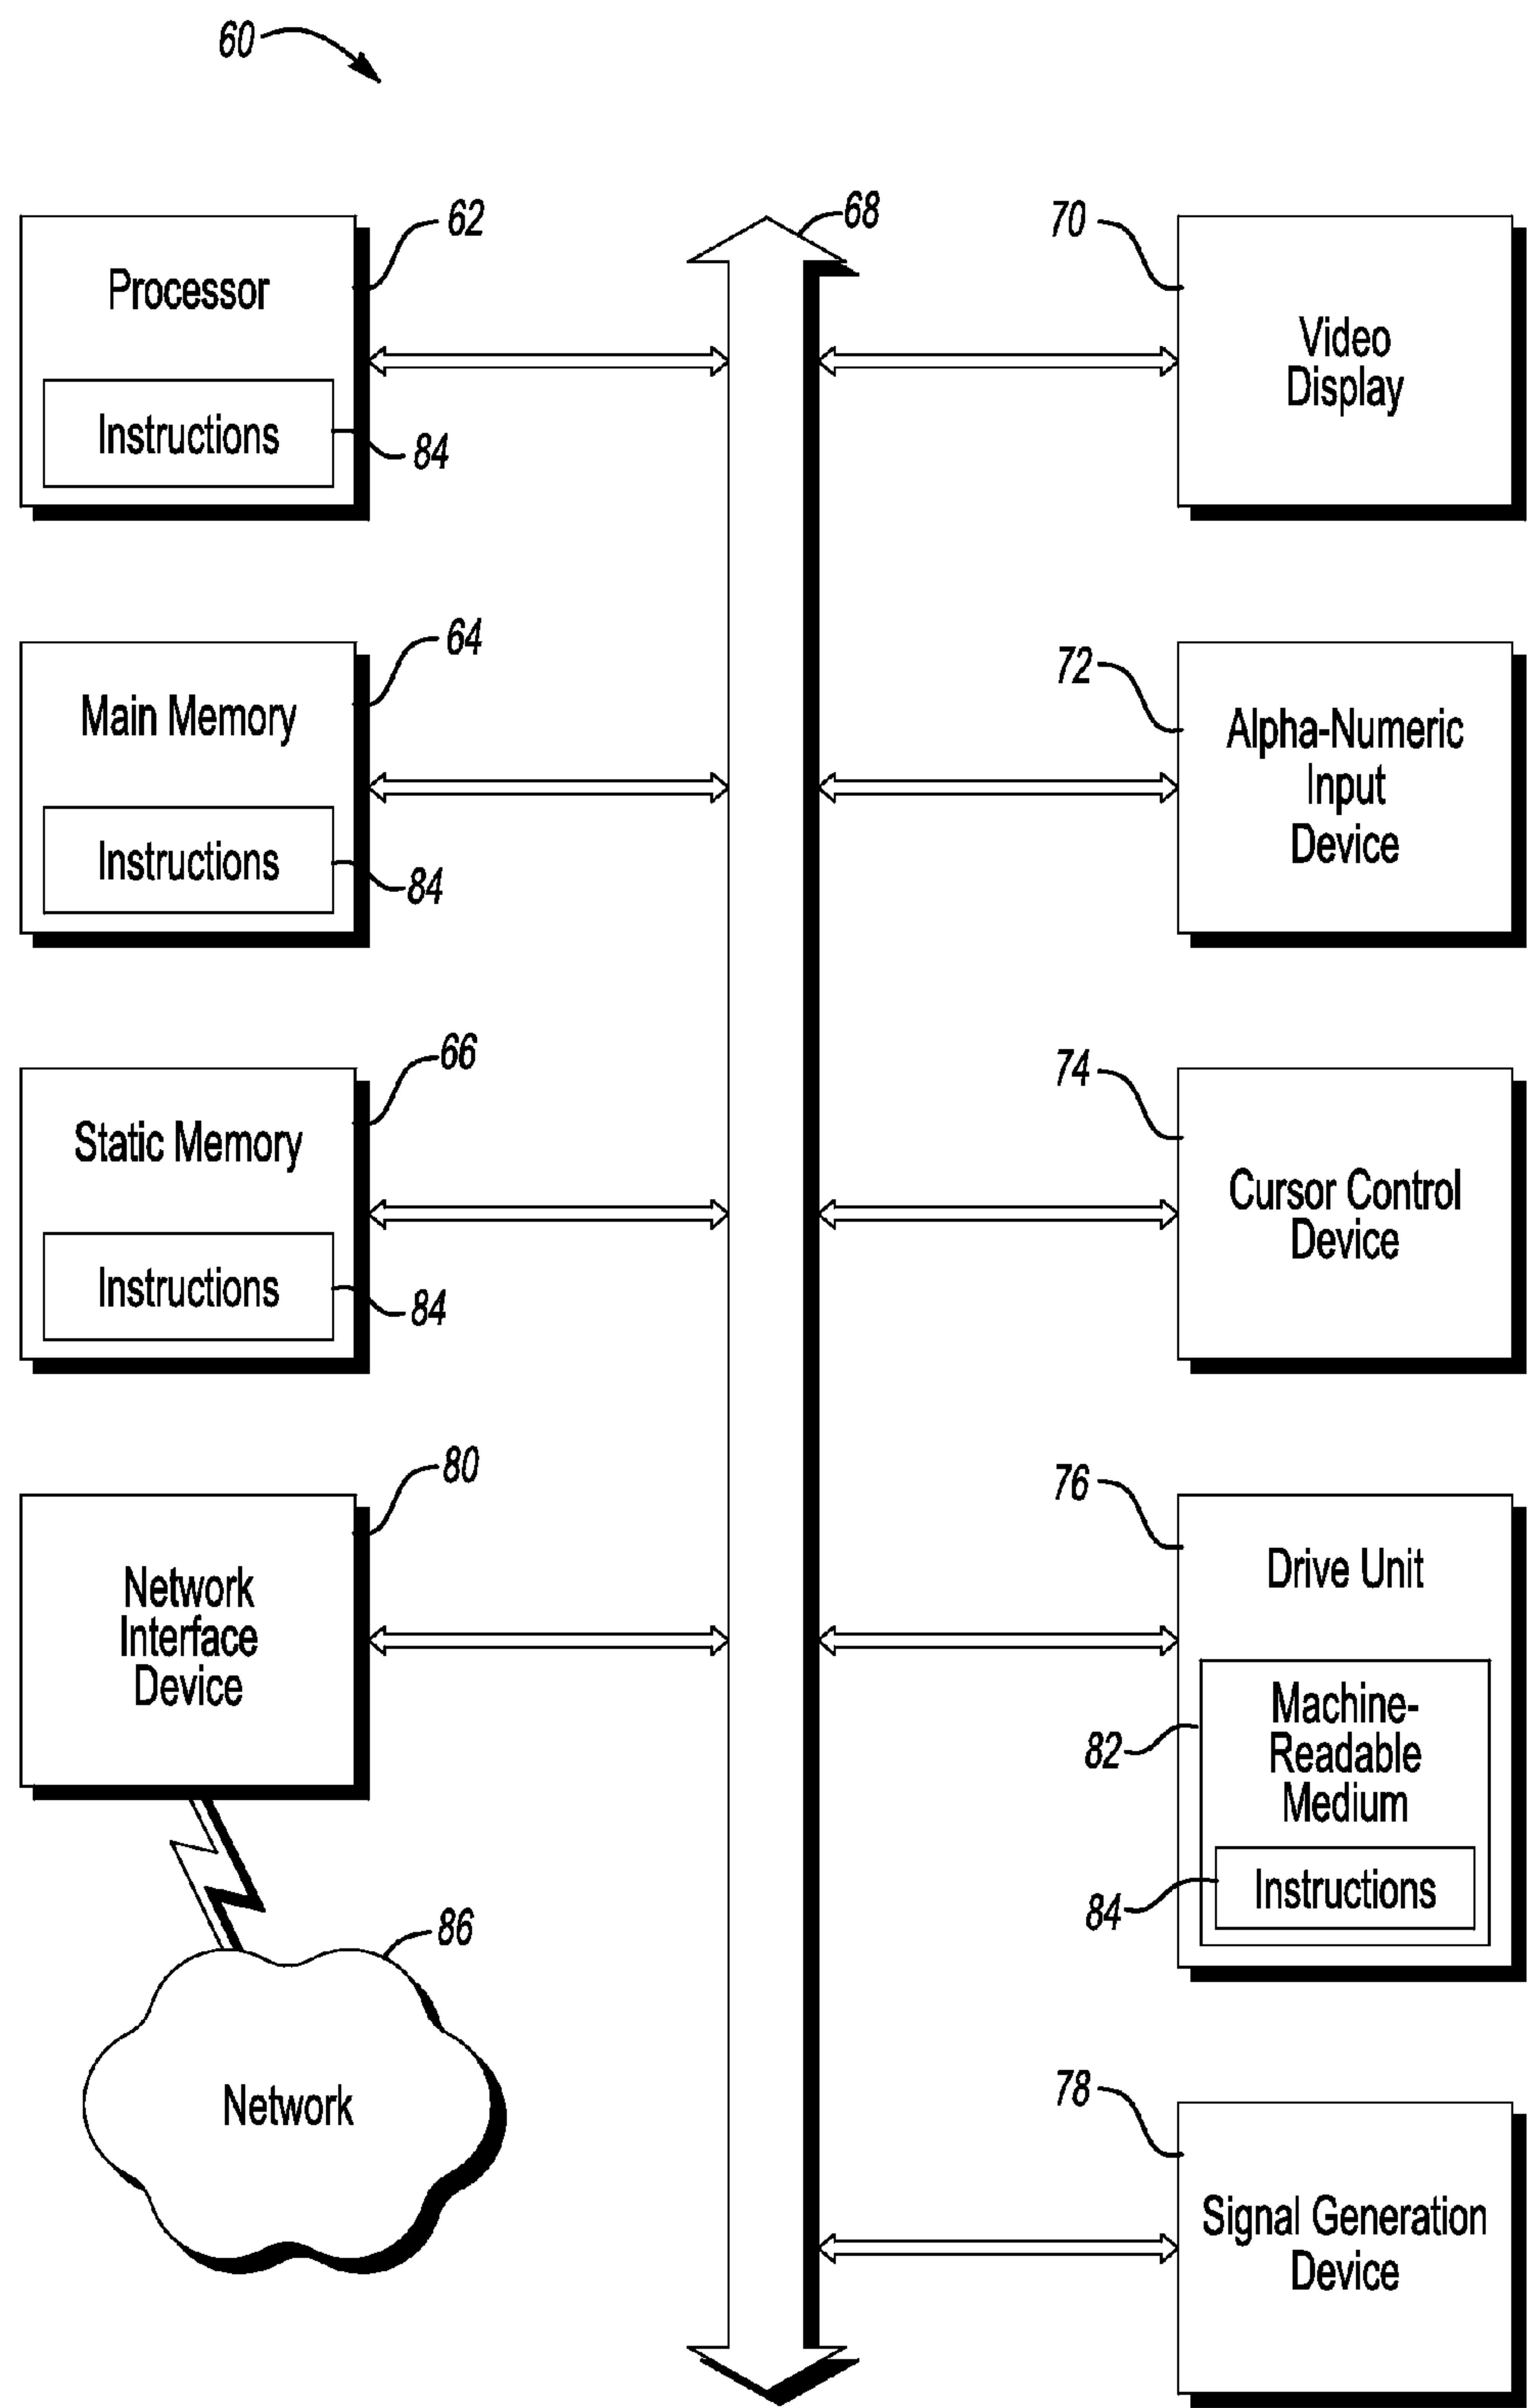 60
62
Processor
Instructions
84
68
70
Video
Display
64
Main Memory
Instructions
84
72
Alpha-Numeric
Input
Device
66
Static Memory
Instructions
84
74
Cursor Control
Device
80
Network
Interface
Device
76
Drive Unit
82
Machine-
Readable
Medium
84
Instructions
86
Network
78
Signal Generation
Device